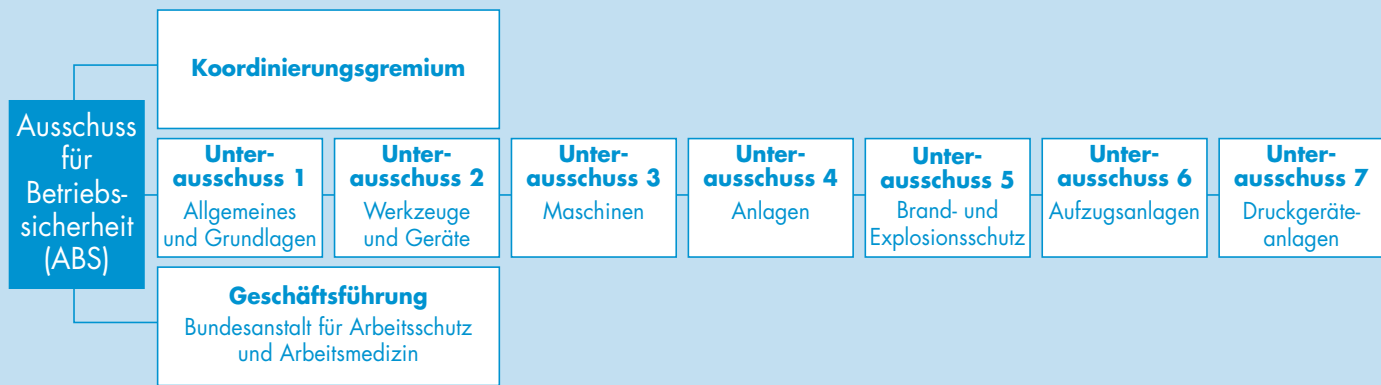 Ausschuss
für
Betriebs-
sicherheit
(ABS)
Koordinierungsgremium
Unter-
ausschuss 1
Allgemeines
und Grundlagen
Unter-
ausschuss 2
Werkzeuge
und Geräte
Unter-
ausschuss 3
Maschinen
Unter-
ausschuss 4
Anlagen
Unter-
ausschuss 5
Brand- und
Explosionsschutz
Unter-
ausschuss 6
Aufzugsanlagen
Unter-
ausschuss 7
Druckgeräte-
anlagen
Geschäftsführung
Bundesanstalt für Arbeitsschutz
und Arbeitsmedizin